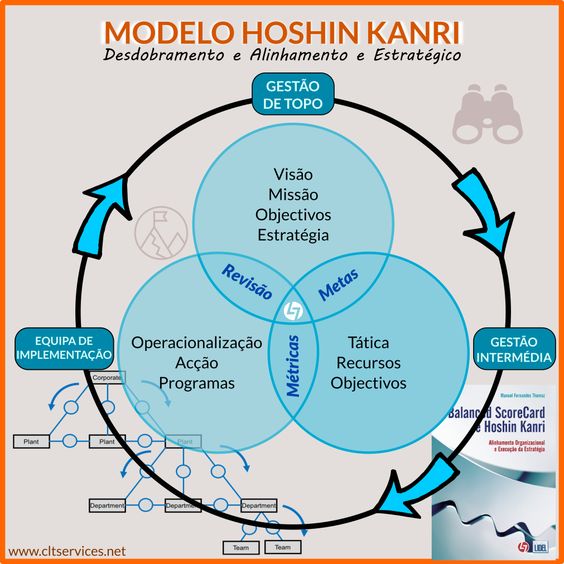 MODELO HOSHIN KANRI
Desdobramento e Alinhamento e Estratégico
GESTÃO
DE TOPO
Visão
Missão
Objectivos
Estratégia
Revisão
Metas
Métricas
EQUIPA DE
IMPLEMENTAÇÃO
Operacionalização
Acção
Programas
Tática
Recursos
Objectivos
GESTÃO
INTERMÉDIA
Corporate
Plant
Plant
Plant
Department
Department
Department
Team
Team
Manuel Fernandes Thomaz
Balanced ScoreCard
e Hoshin Kanri
Alinhamento Organizacional
e Execução da Estratégia
LIDEL
www.cltservices.net